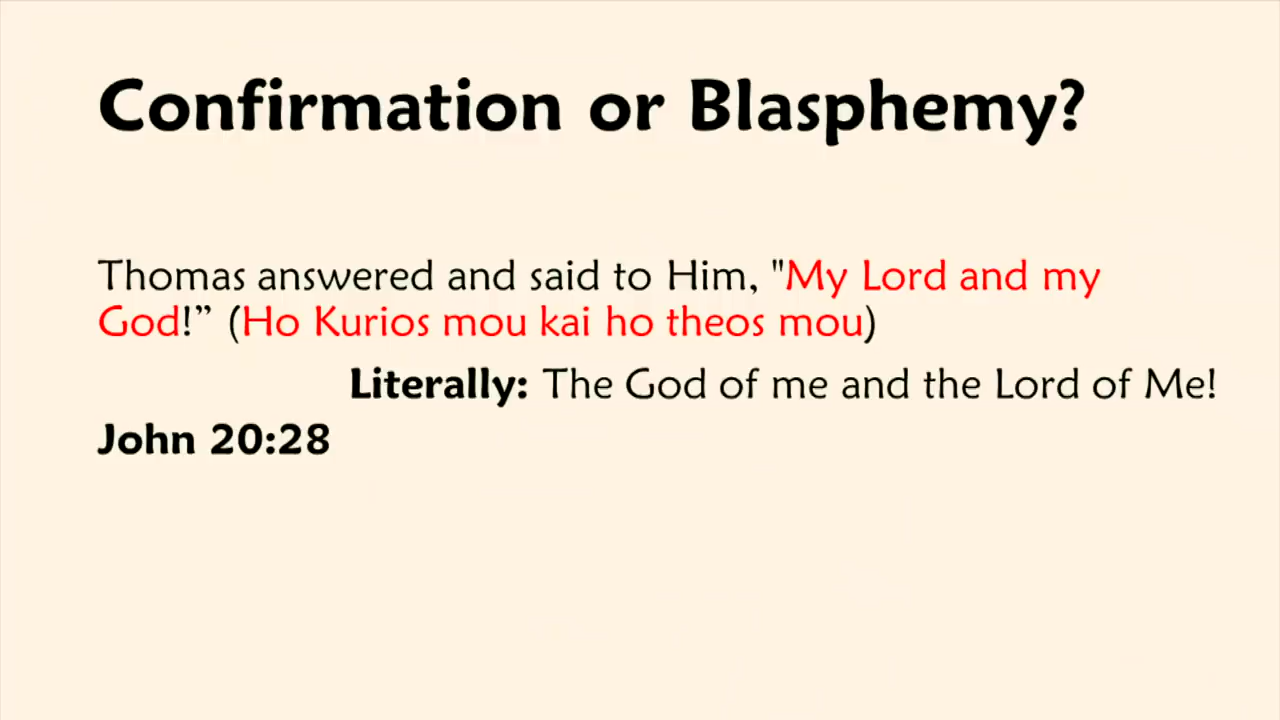 Confirmation or Blasphemy?
Thomas answered and said to Him, "My Lord and my
God!” (Ho Kurios mou kai ho theos mou)
Literally: The God of me and the Lord of Me!
John 20:28